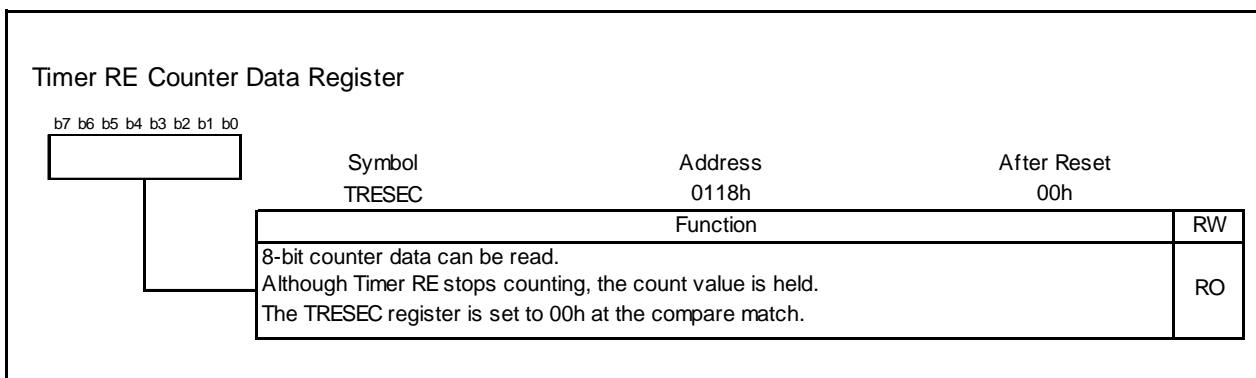 Timer RE Counter Data Register
b7 b6 b5 b4 b3 b2 b1 b0
Symbol Address After Reset
TRESEC 0118h 00h
Function RW
8-bit counter data can be read.
Although Timer RE stops counting, the count value is held.
The TRESEC register is set to 00h at the compare match.
RO